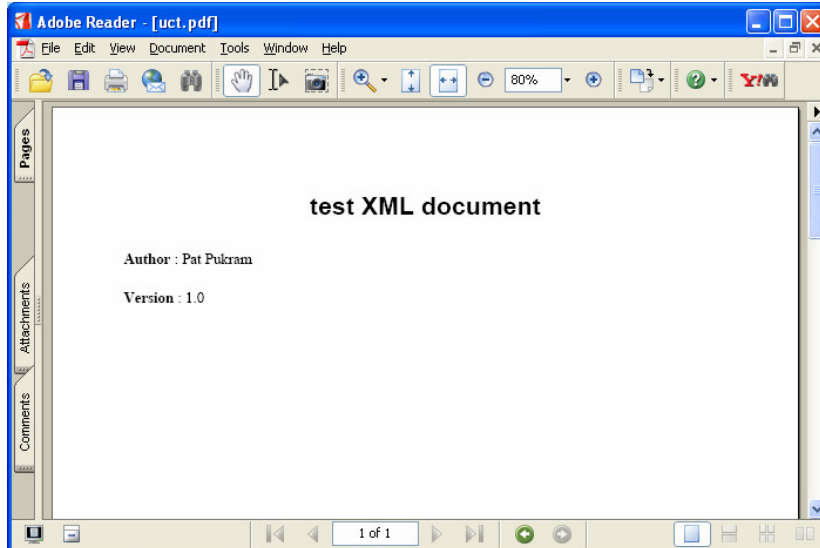 Adobe Reader - [uct.pdf]
File Edit View Document Tools Window Help
80%
Y!
Pages
Attachments
Comments
test XML document
Author : Pat Pukram
Version : 1.0
1 of 1